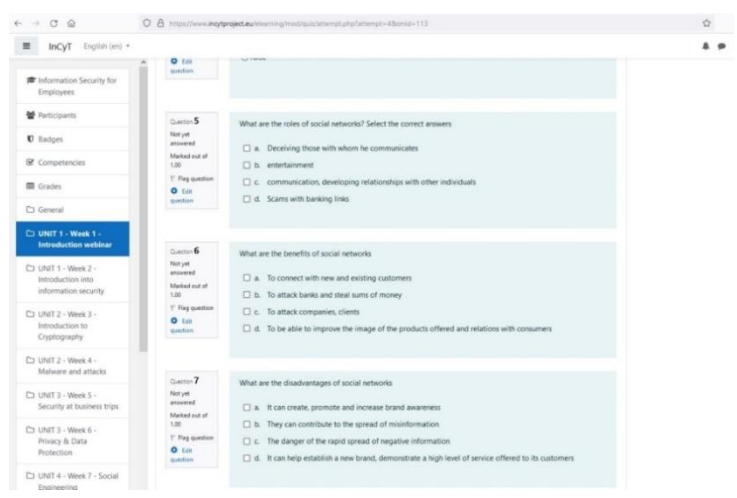 https://www.incytproject.eu/elearning/mod/quiz/attempt.php?attempt=4&cmid=113
InCyT English (en)
Information Security for
Employees
Participants
Badges
Competencies
Grades
General
UNIT 1 - Week 1 -
Introduction webinar
UNIT 1 - Week 2 -
Introduction into
information security
UNIT 2 - Week 3 -
Introduction to
Cryptography
UNIT 2 - Week 4 -
Malware and attacks
UNIT 3 - Week 5 -
Security at business trips
UNIT 3 - Week 6 -
Privacy & Data
Protection
UNIT 4 - Week 7 - Social
Engineering
Edit
question
Question 5
Not yet
answered
Marked out of
1.00
Flag question
Edit
question
What are the roles of social networks? Select the correct answers
a. Deceiving those with whom he communicates
b. entertainment
c. communication, developing relationships with other individuals
d. Scams with banking links
Question 6
Not yet
answered
Marked out of
1.00
Flag question
Edit
question
What are the benefits of social networks
a. To connect with new and existing customers
b. To attack banks and steal sums of money
c. To attack companies, clients
d. To be able to improve the image of the products offered and relations with consumers
Question 7
Not yet
answered
Marked out of
1.00
Flag question
Edit
question
What are the disadvantages of social networks
a. It can create, promote and increase brand awareness
b. They can contribute to the spread of misinformation
c. The danger of the rapid spread of negative information
d. It can help establish a new brand, demonstrate a high level of service offered to its customers